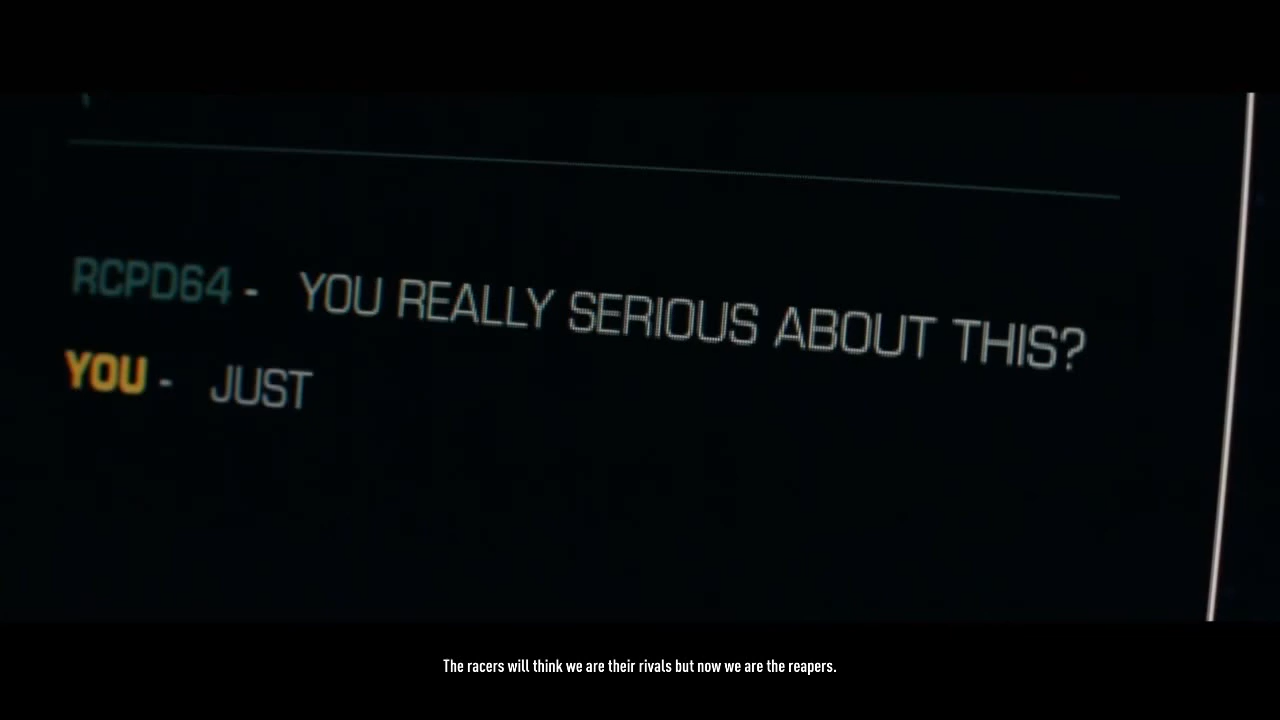 RCPD64 - YOU REALLY SERIOUS ABOUT THIS?
YOU - JUST
The racers will think we are their rivals but now we are the reapers.